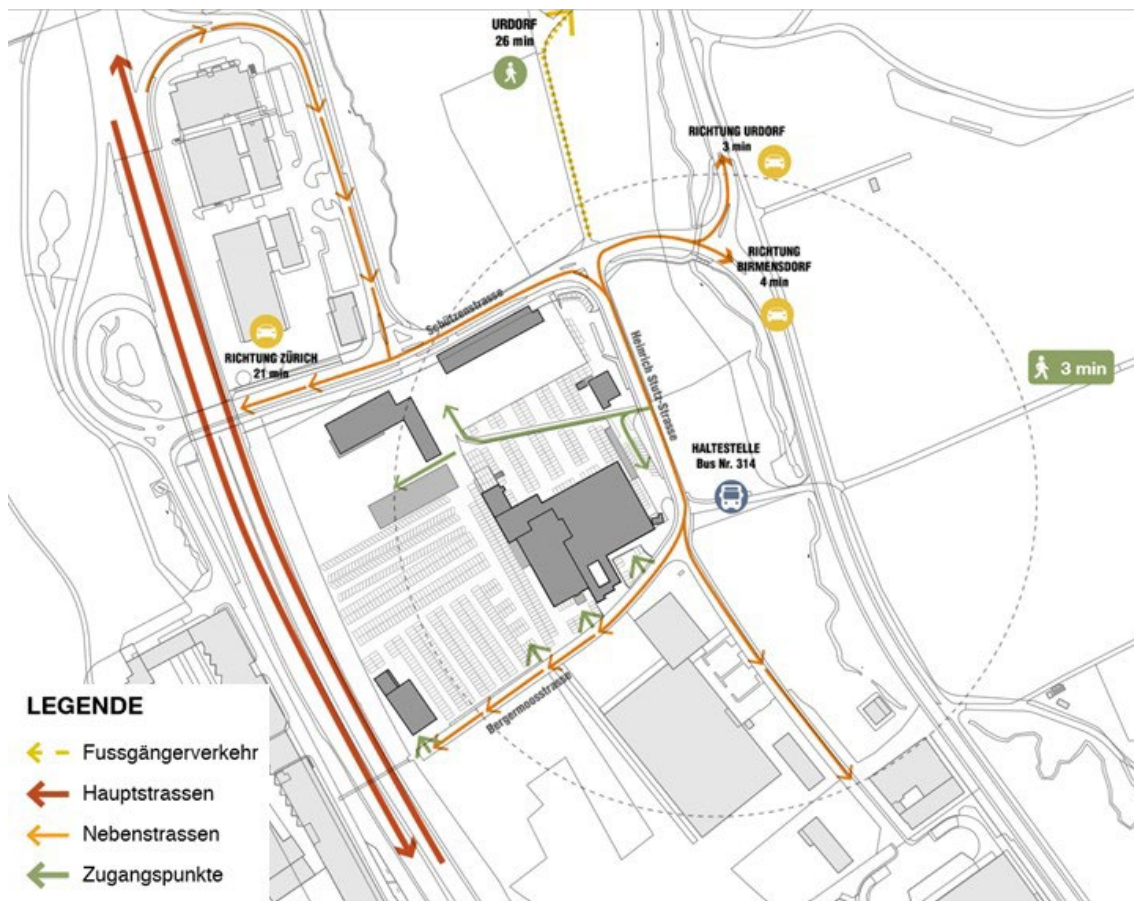 URDORF
26 min
RICHTUNG URDORF
3 min
RICHTUNG
BIRMENSDORF
4 min
Schützenstrasse
RICHTUNG ZÜRICH
21 min
Heinrich Stutz-Strasse
3 min
HALTESTELLE
Bus Nr. 314
Bergermoosstrasse
LEGENDE
Fussgängerverkehr
Hauptstrassen
Nebenstrassen
Zugangspunkte